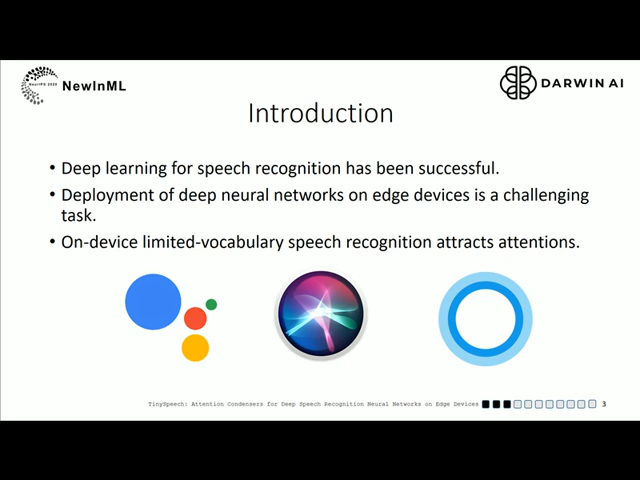 NeurIPS 2020
NewInML
DARWIN AI
Introduction
• Deep learning for speech recognition has been successful.
• Deployment of deep neural networks on edge devices is a challenging
task.
• On-device limited-vocabulary speech recognition attracts attentions.
TinySpeech: Attention Condensers for Deep Speech Recognition Neural Networks on Edge Devices
3